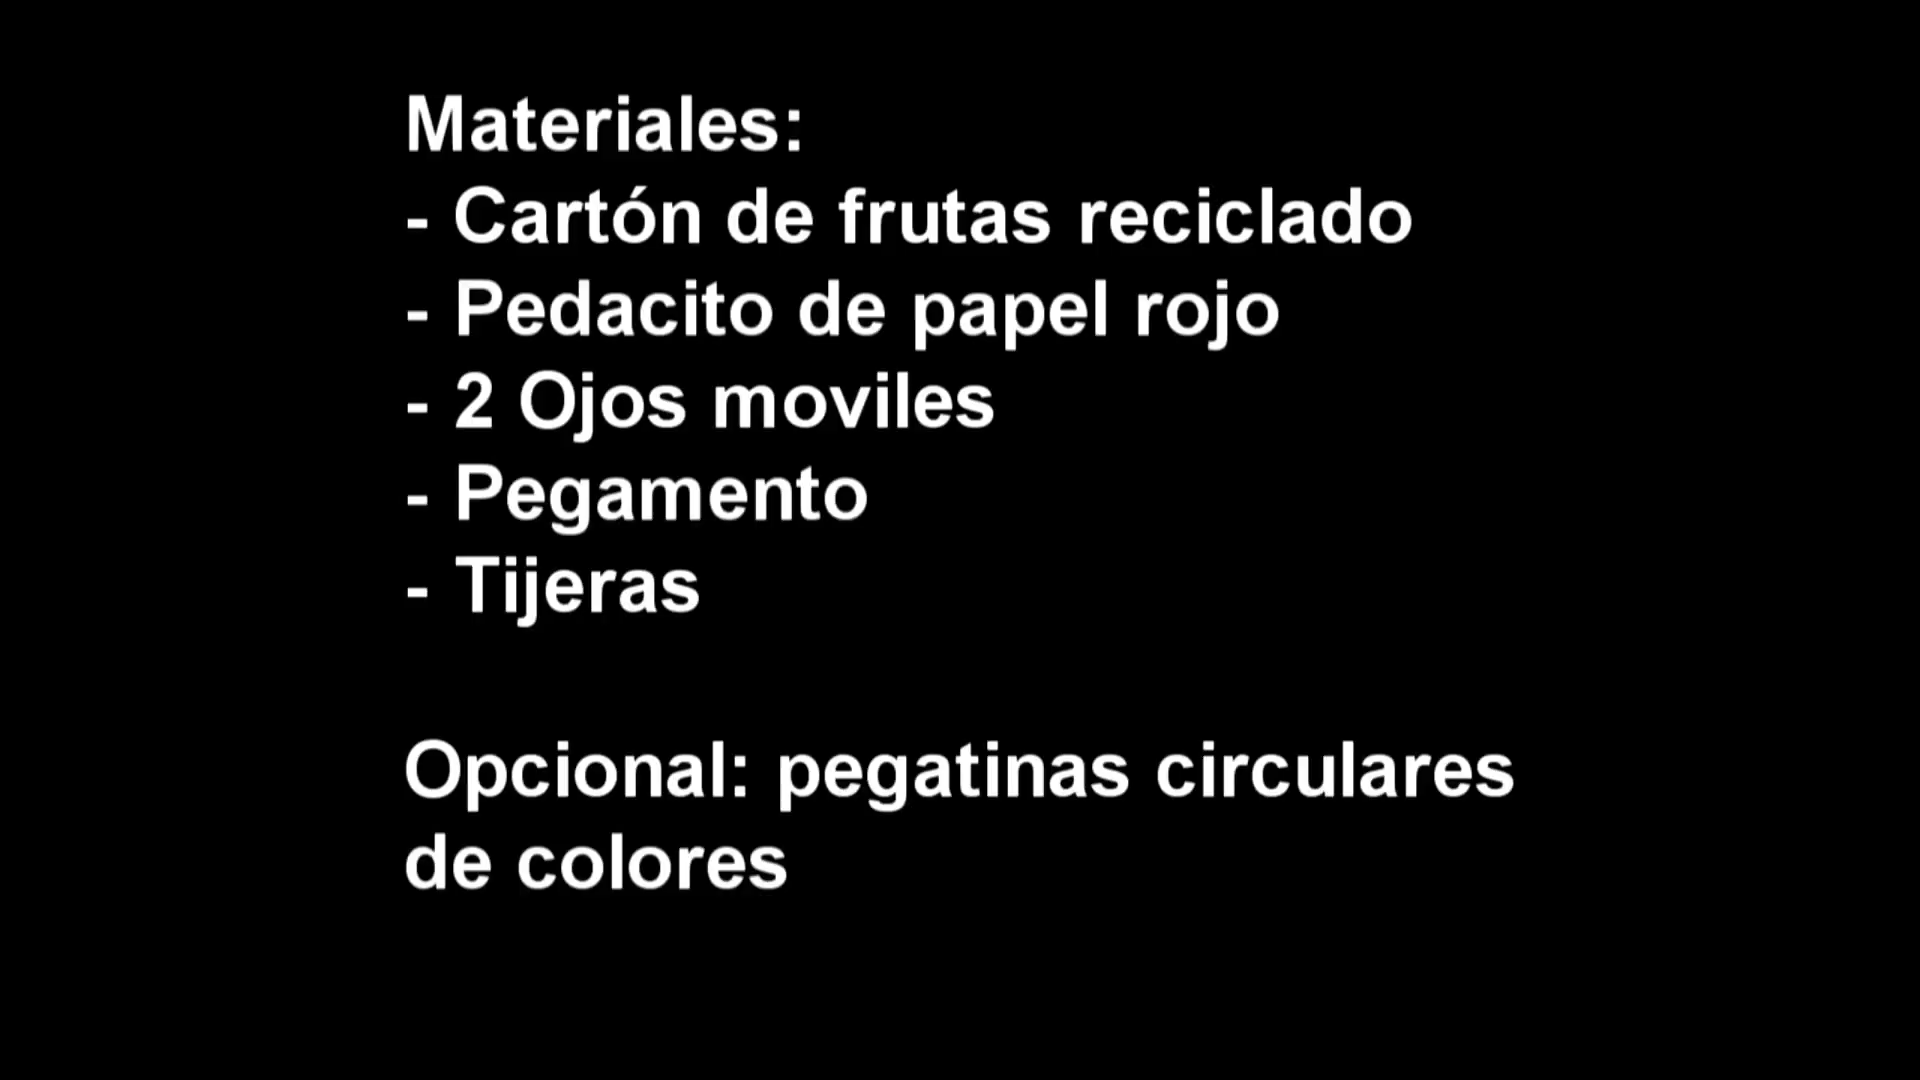 Materiales:
- Cartón de frutas reciclado
- Pedacito de papel rojo
- 2 Ojos moviles
- Pegamento
- Tijeras
Opcional: pegatinas circulares
de colores